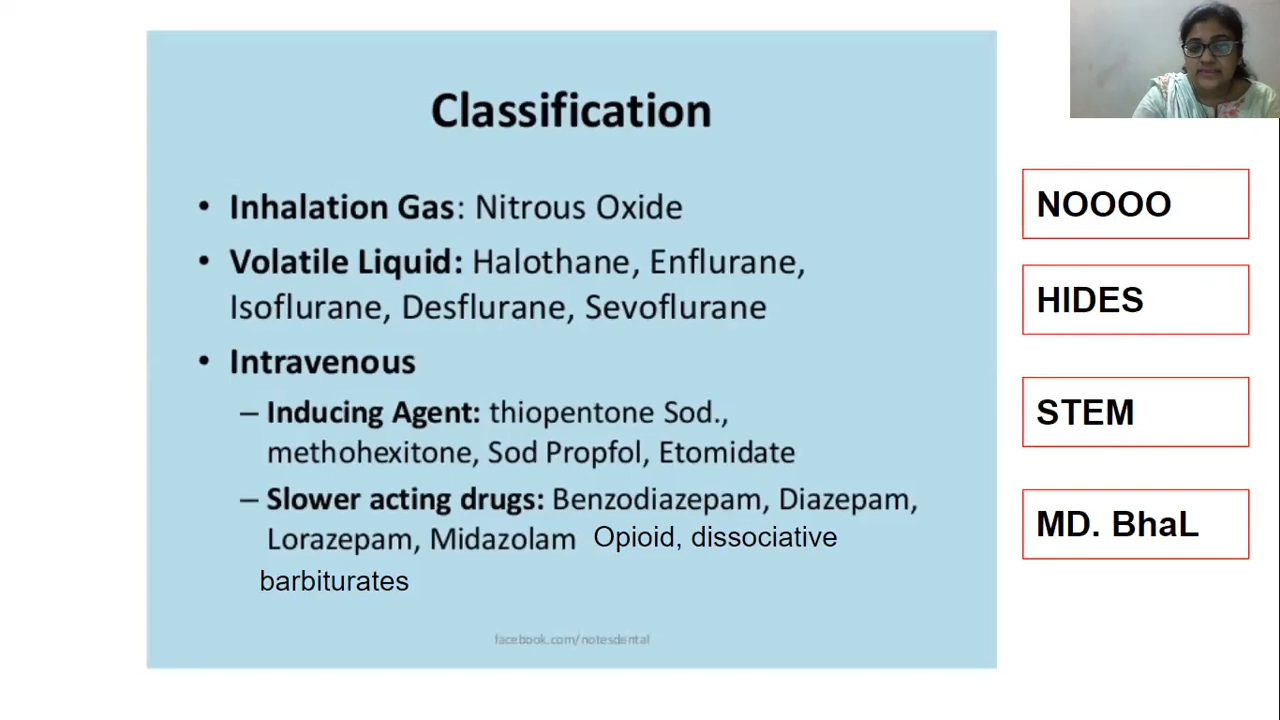 Classification
• Inhalation Gas: Nitrous Oxide
• Volatile Liquid: Halothane, Enflurane,
Isoflurane, Desflurane, Sevoflurane
• Intravenous
– Inducing Agent: thiopentone Sod.,
methohexitone, Sod Propfol, Etomidate
– Slower acting drugs: Benzodiazepam, Diazepam,
Lorazepam, Midazolam Opioid, dissociative
barbiturates
facebook.com/notesdental
NOOOO
HIDES
STEM
MD. BhaL